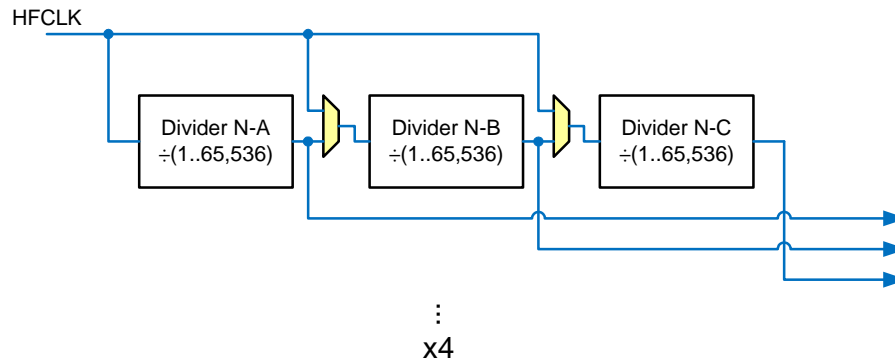 HFCLK
Divider N-A
÷(1..65,536)
Divider N-B
÷(1..65,536)
Divider N-C
÷(1..65,536)
⋮
x4